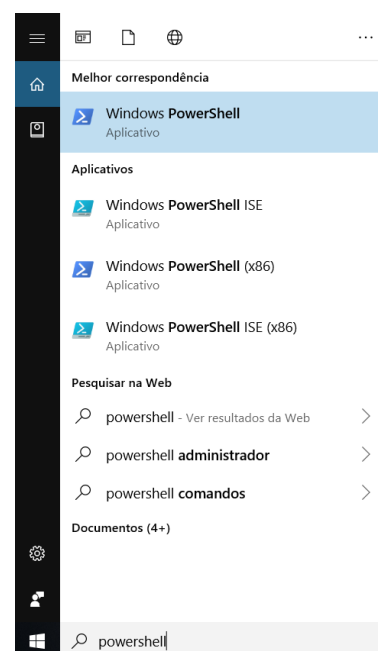 Melhor correspondência
Windows PowerShell
Aplicativo
Aplicativos
Windows PowerShell ISE
Aplicativo
Windows PowerShell (x86)
Aplicativo
Windows PowerShell ISE (x86)
Aplicativo
Pesquisar na Web
powershell - Ver resultados da Web
powershell administrador
powershell comandos
Documentos (4+)
powershell